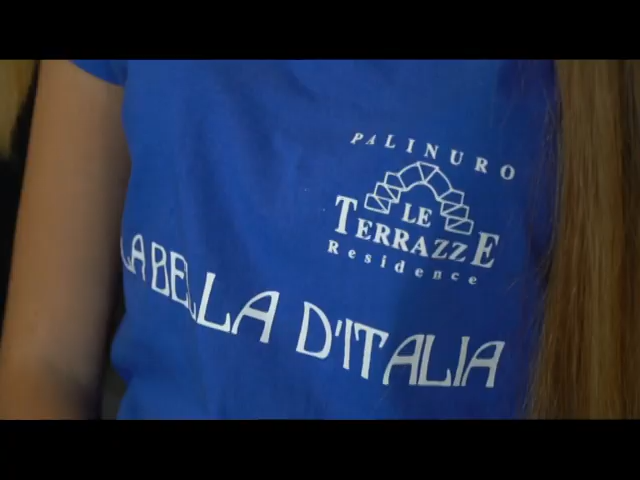 PALINURO
LE
TERRAZZE
Residence
LA BELLA D'ITALIA